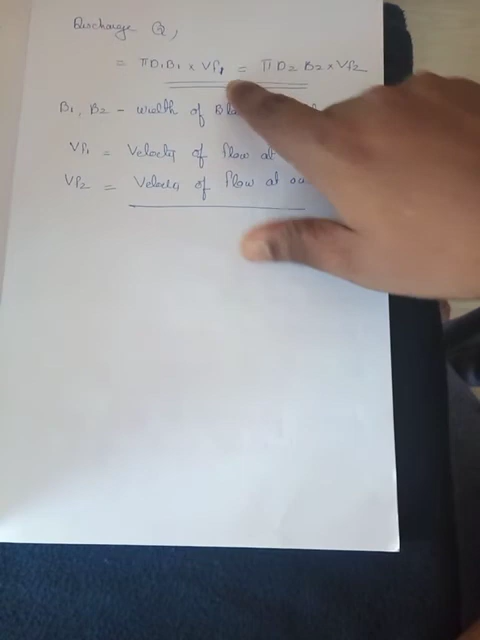 Discharge Q,
= πD1B1 × Vf1 = πD2 B2 × Vf2
B1, B2 - width of
Vf1 = Velocity of flow at
Vf2 = Velocity of flow at